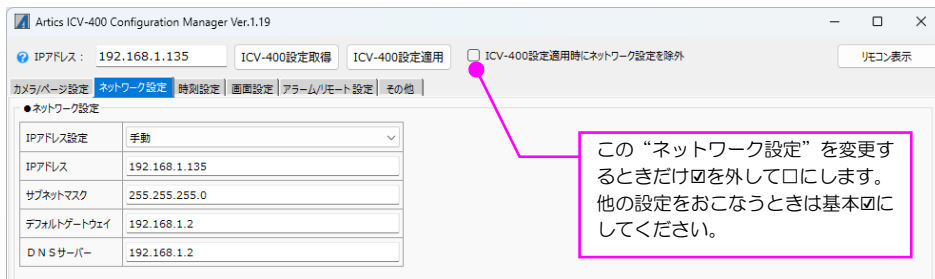 Artics ICV-400 Configuration Manager Ver.1.19
IPアドレス： 192.168.1.135 ICV-400設定取得 ICV-400設定適用 ICV-400設定適用時にネットワーク設定を除外 リモコン表示
カメラ/ページ設定 ネットワーク設定 時刻設定 画面設定 アラーム/リモート設定 その他
●ネットワーク設定
IPアドレス設定 手動
IPアドレス 192.168.1.135
サブネットマスク 255.255.255.0
デフォルトゲートウェイ 192.168.1.2
ＤＮＳサーバー 192.168.1.2
この“ネットワーク設定”を変更す
るときだけ☑を外して□にします。
他の設定をおこなうときは基本☑に
してください。